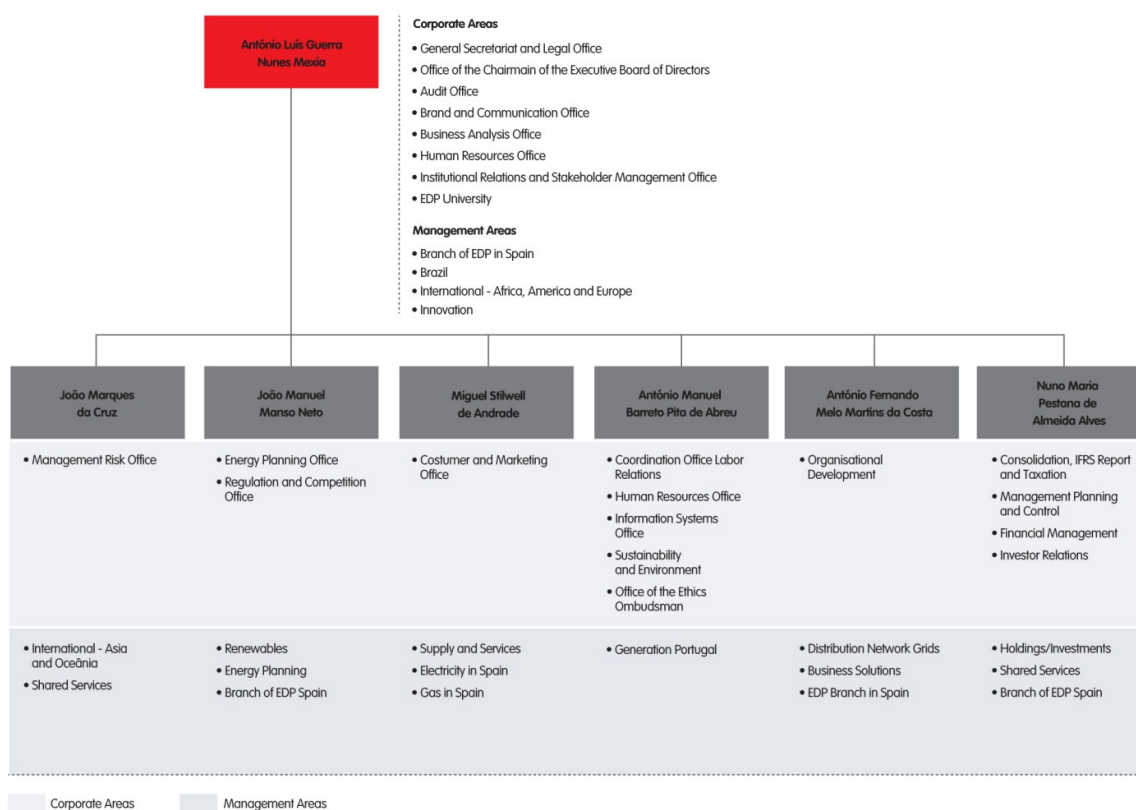 António Luís Guerra
Nunes Mexia
Corporate Areas
• General Secretariat and Legal Office
• Office of the Chairmain of the Executive Board of Directors
• Audit Office
• Brand and Communication Office
• Business Analysis Office
• Human Resources Office
• Institutional Relations and Stakeholder Management Office
• EDP University
Management Areas
• Branch of EDP in Spain
• Brazil
• International - Africa, America and Europe
• Innovation
João Marques
da Cruz
• Management Risk Office
• International - Asia
and Oceânia
• Shared Services
João Manuel
Manso Neto
• Energy Planning Office
• Regulation and Competition
Office
• Renewables
• Energy Planning
• Branch of EDP Spain
Miguel Stilwell
de Andrade
• Costumer and Marketing
Office
• Supply and Services
• Electricity in Spain
• Gas in Spain
António Manuel
Barreto Pita de Abreu
• Coordination Office Labor
Relations
• Human Resources Office
• Information Systems
Office
• Sustainability
and Environment
• Office of the Ethics
Ombudsman
• Generation Portugal
António Fernando
Melo Martins da Costa
• Organisational
Development
• Distribution Network Grids
• Business Solutions
• EDP Branch in Spain
Nuno Maria
Pestana de
Almeida Alves
• Consolidation, IFRS Report
and Taxation
• Management Planning
and Control
• Financial Management
• Investor Relations
• Holdings/Investments
• Shared Services
• Branch of EDP Spain
Corporate Areas
Management Areas